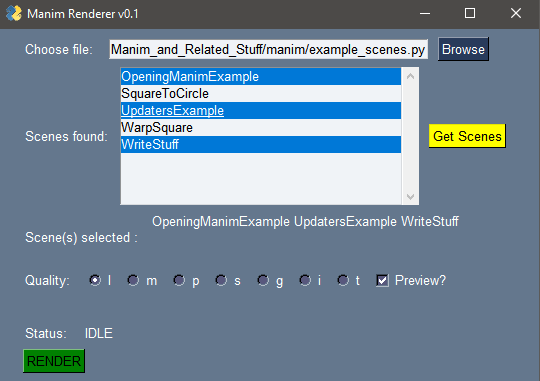 Manim Renderer v0.1
Choose file: Manim_and_Related_Stuff/manim/example_scenes.py Browse
OpeningManimExample
SquareToCircle
UpdatersExample
Scenes found: WarpSquare Get Scenes
WriteStuff
OpeningManimExample UpdatersExample WriteStuff
Scene(s) selected :
Quality: l m p s g i t Preview?
Status: IDLE
RENDER